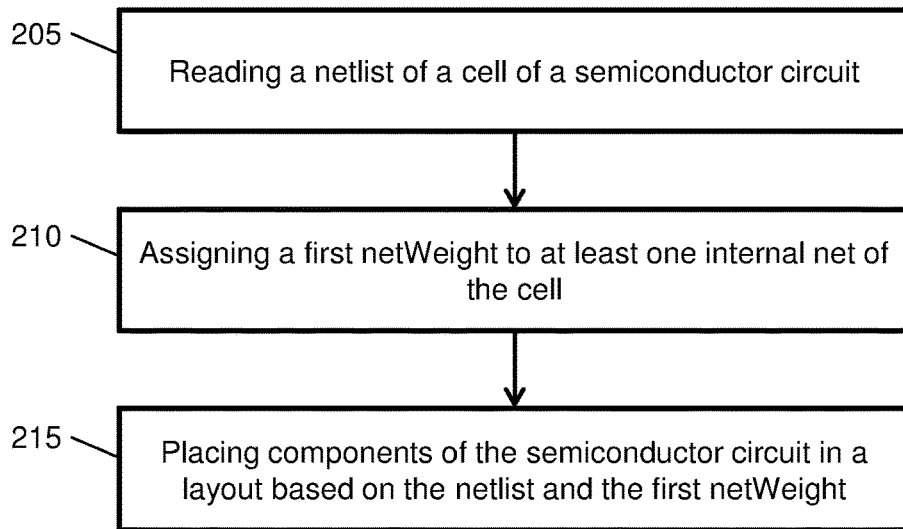 205
Reading a netlist of a cell of a semiconductor circuit
210
Assigning a first netWeight to at least one internal net of
the cell
215
Placing components of the semiconductor circuit in a
layout based on the netlist and the first netWeight